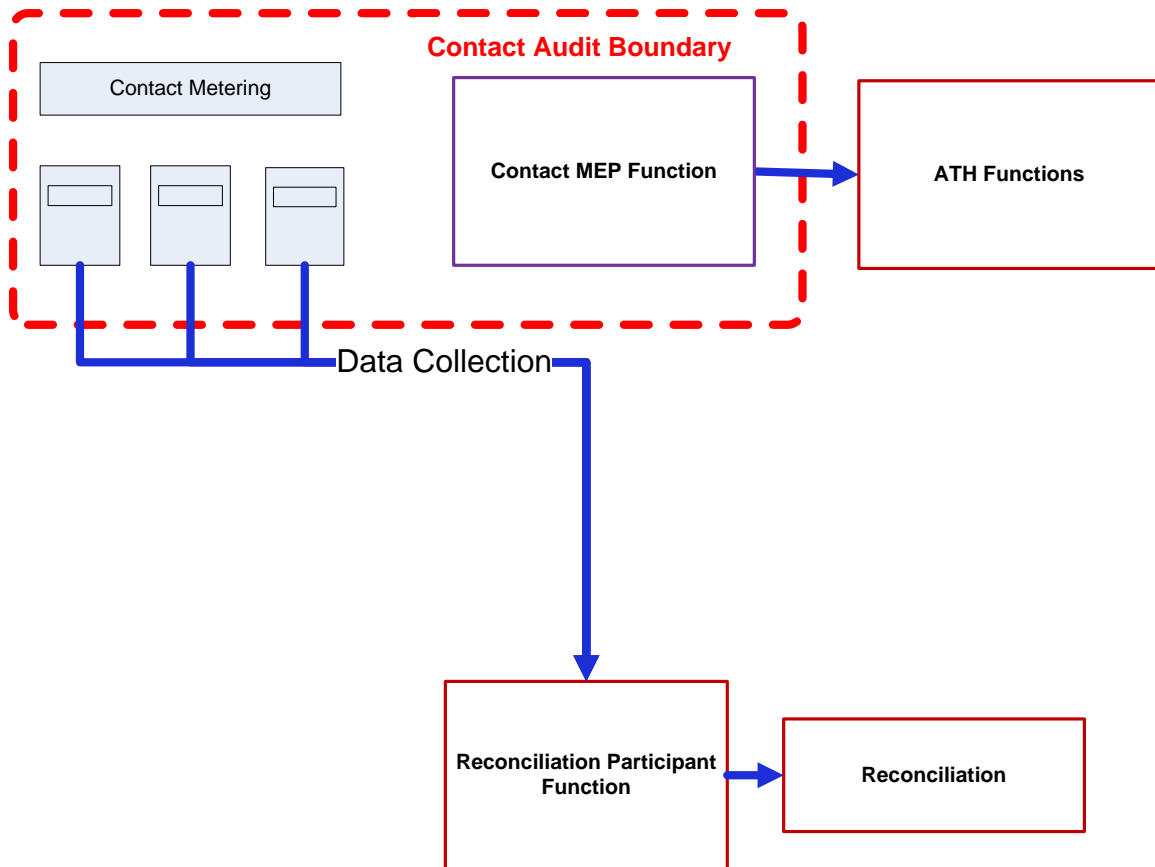 Contact Audit Boundary
Contact Metering
Contact MEP Function
ATH Functions
Data Collection
Reconciliation Participant
Function
Reconciliation